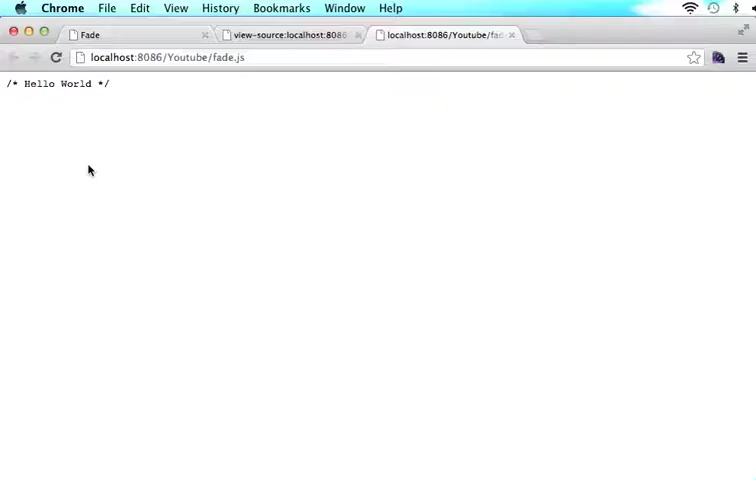 Chrome File Edit View History Bookmarks Window Help
Fade view-source:localhost:8086 localhost:8086/Youtube/fad
localhost:8086/Youtube/fade.js
/* Hello World */